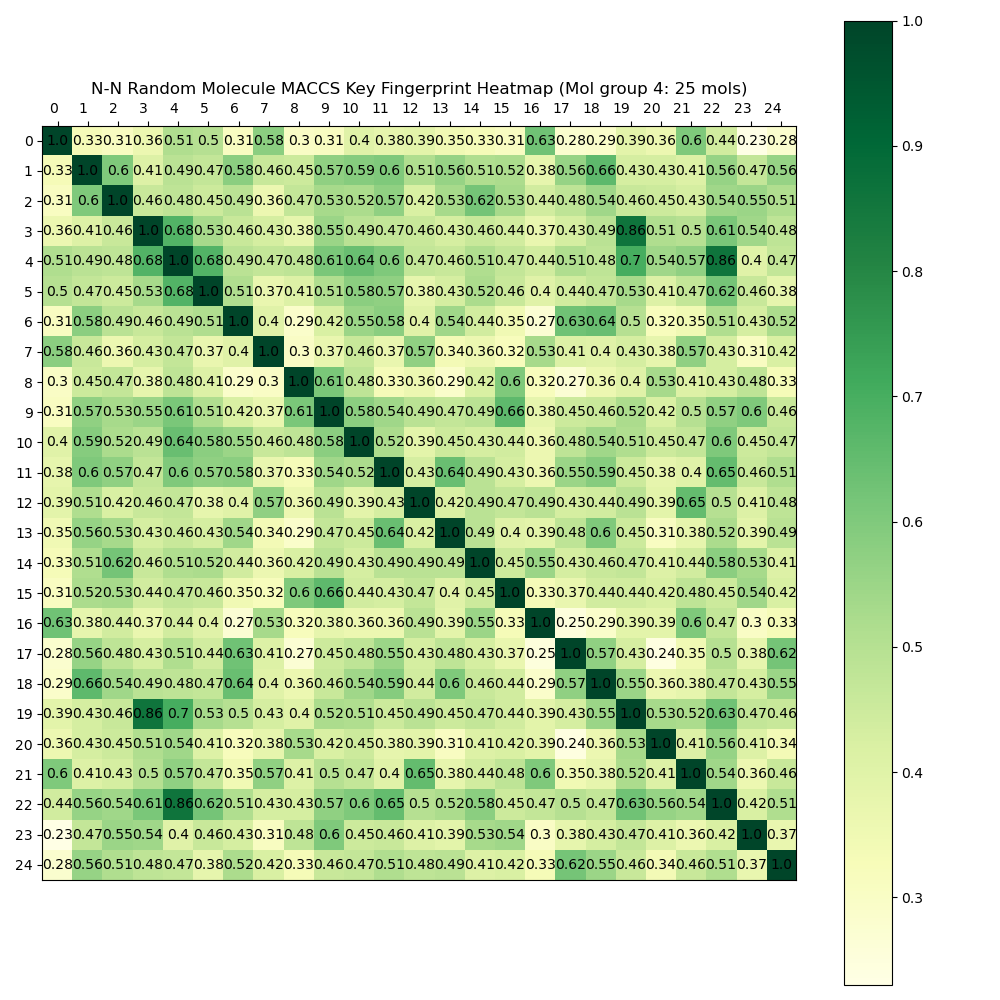 N-N Random Molecule MACCS Key Fingerprint Heatmap (Mol group 4: 25 mols)
0 1 2 3 4 5 6 7 8 9 10 11 12 13 14 15 16 17 18 19 20 21 22 23 24
0 1.0 0.33 0.31 0.36 0.51 0.5 0.31 0.58 0.3 0.31 0.4 0.38 0.39 0.35 0.33 0.31 0.63 0.28 0.29 0.39 0.36 0.6 0.44 0.23 0.28
1 0.33 1.0 0.6 0.41 0.49 0.47 0.58 0.46 0.45 0.57 0.59 0.6 0.51 0.56 0.51 0.52 0.38 0.56 0.66 0.43 0.43 0.41 0.56 0.47 0.56
2 0.31 0.6 1.0 0.46 0.48 0.45 0.49 0.36 0.47 0.53 0.52 0.57 0.42 0.53 0.62 0.53 0.44 0.48 0.54 0.46 0.45 0.43 0.54 0.55 0.51
3 0.36 0.41 0.46 1.0 0.68 0.53 0.46 0.43 0.38 0.55 0.49 0.47 0.46 0.43 0.46 0.44 0.37 0.43 0.49 0.86 0.51 0.5 0.61 0.54 0.48
4 0.51 0.49 0.48 0.68 1.0 0.68 0.49 0.47 0.48 0.61 0.64 0.6 0.47 0.46 0.51 0.47 0.44 0.51 0.48 0.7 0.54 0.57 0.86 0.4 0.47
5 0.5 0.47 0.45 0.53 0.68 1.0 0.51 0.37 0.41 0.51 0.58 0.57 0.38 0.43 0.52 0.46 0.4 0.44 0.47 0.53 0.41 0.47 0.62 0.46 0.38
6 0.31 0.58 0.49 0.46 0.49 0.51 1.0 0.4 0.29 0.42 0.55 0.58 0.4 0.54 0.44 0.35 0.27 0.63 0.64 0.5 0.32 0.35 0.51 0.43 0.52
7 0.58 0.46 0.36 0.43 0.47 0.37 0.4 1.0 0.3 0.37 0.46 0.37 0.57 0.34 0.36 0.32 0.53 0.41 0.4 0.43 0.38 0.57 0.43 0.31 0.42
8 0.3 0.45 0.47 0.38 0.48 0.41 0.29 0.3 1.0 0.61 0.48 0.33 0.36 0.29 0.42 0.6 0.32 0.27 0.36 0.4 0.53 0.41 0.43 0.48 0.33
9 0.31 0.57 0.53 0.55 0.61 0.51 0.42 0.37 0.61 1.0 0.58 0.54 0.49 0.47 0.49 0.66 0.38 0.45 0.46 0.52 0.42 0.5 0.57 0.6 0.46
10 0.4 0.59 0.52 0.49 0.64 0.58 0.55 0.46 0.48 0.58 1.0 0.52 0.39 0.45 0.43 0.44 0.36 0.48 0.54 0.51 0.45 0.47 0.6 0.45 0.47
11 0.38 0.6 0.57 0.47 0.6 0.57 0.58 0.37 0.33 0.54 0.52 1.0 0.43 0.64 0.49 0.43 0.36 0.55 0.59 0.45 0.38 0.4 0.65 0.46 0.51
12 0.39 0.51 0.42 0.46 0.47 0.38 0.4 0.57 0.36 0.49 0.39 0.43 1.0 0.42 0.49 0.47 0.49 0.43 0.44 0.49 0.39 0.65 0.5 0.41 0.48
13 0.35 0.56 0.53 0.43 0.46 0.43 0.54 0.34 0.29 0.47 0.45 0.64 0.42 1.0 0.49 0.4 0.39 0.48 0.6 0.45 0.31 0.38 0.52 0.39 0.49
14 0.33 0.51 0.62 0.46 0.51 0.52 0.44 0.36 0.42 0.49 0.43 0.49 0.49 0.49 1.0 0.45 0.55 0.43 0.46 0.47 0.41 0.44 0.58 0.53 0.41
15 0.31 0.52 0.53 0.44 0.47 0.46 0.35 0.32 0.6 0.66 0.44 0.43 0.47 0.4 0.45 1.0 0.33 0.37 0.44 0.44 0.42 0.48 0.45 0.54 0.42
16 0.63 0.38 0.44 0.37 0.44 0.4 0.27 0.53 0.32 0.38 0.36 0.36 0.49 0.39 0.55 0.33 1.0 0.25 0.29 0.39 0.39 0.6 0.47 0.3 0.33
17 0.28 0.56 0.48 0.43 0.51 0.44 0.63 0.41 0.27 0.45 0.48 0.55 0.43 0.48 0.43 0.37 0.25 1.0 0.57 0.43 0.24 0.35 0.5 0.38 0.62
18 0.29 0.66 0.54 0.49 0.48 0.47 0.64 0.4 0.36 0.46 0.54 0.59 0.44 0.6 0.46 0.44 0.29 0.57 1.0 0.55 0.36 0.38 0.47 0.43 0.55
19 0.39 0.43 0.46 0.86 0.7 0.53 0.5 0.43 0.4 0.52 0.51 0.45 0.49 0.45 0.47 0.44 0.39 0.43 0.55 1.0 0.53 0.52 0.63 0.47 0.46
20 0.36 0.43 0.45 0.51 0.54 0.41 0.32 0.38 0.53 0.42 0.45 0.38 0.39 0.31 0.41 0.42 0.39 0.24 0.36 0.53 1.0 0.41 0.56 0.41 0.34
21 0.6 0.41 0.43 0.5 0.57 0.47 0.35 0.57 0.41 0.5 0.47 0.4 0.65 0.38 0.44 0.48 0.6 0.35 0.38 0.52 0.41 1.0 0.54 0.36 0.46
22 0.44 0.56 0.54 0.61 0.86 0.62 0.51 0.43 0.43 0.57 0.6 0.65 0.5 0.52 0.58 0.45 0.47 0.5 0.47 0.63 0.56 0.54 1.0 0.42 0.51
23 0.23 0.47 0.55 0.54 0.4 0.46 0.43 0.31 0.48 0.6 0.45 0.46 0.41 0.39 0.53 0.54 0.3 0.38 0.43 0.47 0.41 0.36 0.42 1.0 0.37
24 0.28 0.56 0.51 0.48 0.47 0.38 0.52 0.42 0.33 0.46 0.47 0.51 0.48 0.49 0.41 0.42 0.33 0.62 0.55 0.46 0.34 0.46 0.51 0.37 1.0
1.0
0.9
0.8
0.7
0.6
0.5
0.4
0.3